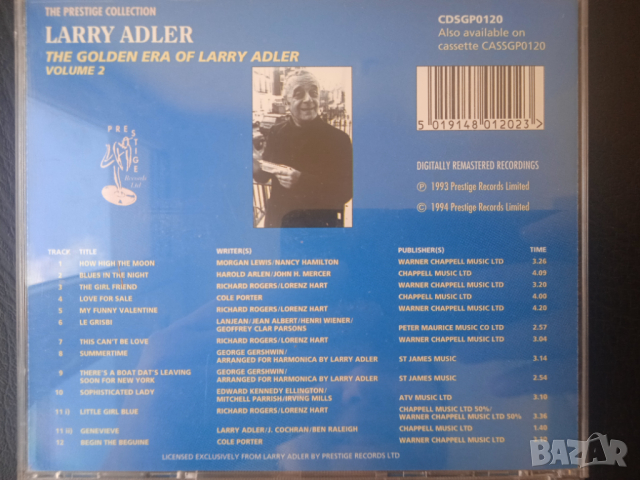 THE PRESTIGE COLLECTION
LARRY ADLER
THE GOLDEN ERA OF LARRY ADLER
VOLUME 2
CDSGP0120
Also available on
cassette CASSGP0120
5 019148 012023 >
PRESTIGE
Records
Ltd
DIGITALLY REMASTERED RECORDINGS
Ⓟ 1993 Prestige Records Limited
© 1994 Prestige Records Limited
TRACK TITLE WRITER(S) PUBLISHER(S) TIME
1 HOW HIGH THE MOON MORGAN LEWIS/NANCY HAMILTON WARNER CHAPPELL MUSIC LTD 3.26
2 BLUES IN THE NIGHT HAROLD ARLEN/JOHN H. MERCER CHAPPELL MUSIC LTD 4.09
3 THE GIRL FRIEND RICHARD ROGERS/LORENZ HART WARNER CHAPPELL MUSIC LTD 3.20
4 LOVE FOR SALE COLE PORTER CHAPPELL MUSIC LTD 4.00
5 MY FUNNY VALENTINE RICHARD ROGERS/LORENZ HART WARNER CHAPPELL MUSIC LTD 4.20
6 LE GRISBI LANJEAN/JEAN ALBERT/HENRI WIENER/
GEOFFREY CLAR PARSONS PETER MAURICE MUSIC CO LTD 2.57
7 THIS CAN'T BE LOVE RICHARD ROGERS/LORENZ HART WARNER CHAPPELL MUSIC LTD 3.04
8 SUMMERTIME GEORGE GERSHWIN/
ARRANGED FOR HARMONICA BY LARRY ADLER ST JAMES MUSIC 3.14
9 THERE'S A BOAT DAT'S LEAVING GEORGE GERSHWIN/
SOON FOR NEW YORK ARRANGED FOR HARMONICA BY LARRY ADLER ST JAMES MUSIC 2.54
10 SOPHISTICATED LADY EDWARD KENNEDY ELLINGTON/
MITCHELL PARRISH/IRVING MILLS ATV MUSIC LTD 3.10
11 i) LITTLE GIRL BLUE RICHARD ROGERS/LORENZ HART CHAPPELL MUSIC LTD 50%/
WARNER CHAPPELL MUSIC LTD 50% 3.36
11 ii) GENEVIEVE LARRY ADLER/J. COCHRAN/BEN RALEIGH CHAPPELL MUSIC LTD 1.40
12 BEGIN THE BEGUINE COLE PORTER WARNER CHAPPELL MUSIC LTD
LICENSED EXCLUSIVELY FROM LARRY ADLER BY PRESTIGE RECORDS LTD
BAZAR
.bg